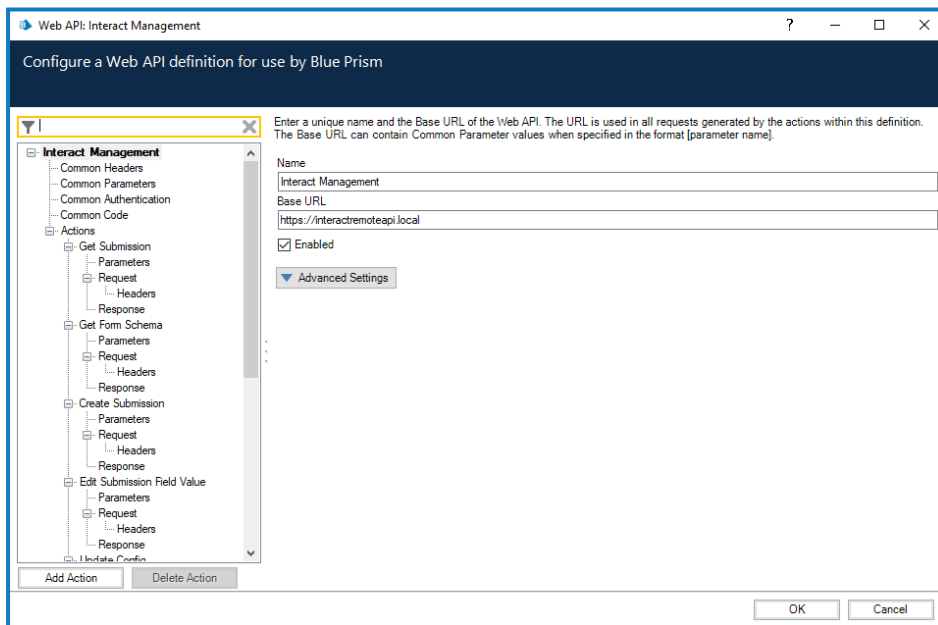 Web API: Interact Management
Configure a Web API definition for use by Blue Prism
Enter a unique name and the Base URL of the Web API. The URL is used in all requests generated by the actions within this definition.
The Base URL can contain Common Parameter values when specified in the format [parameter name].
Interact Management
Common Headers
Common Parameters
Common Authentication
Common Code
Actions
Get Submission
Parameters
Request
Headers
Response
Get Form Schema
Parameters
Request
Headers
Response
Create Submission
Parameters
Request
Headers
Response
Edit Submission Field Value
Parameters
Request
Headers
Response
Update Config
Add Action
Delete Action
Name
Interact Management
Base URL
https://interactremoteapi.local
Enabled
Advanced Settings
OK
Cancel